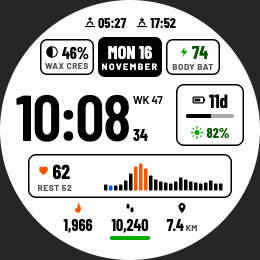 05:27 17:52
46% MON 16 74
WAX CRES NOVEMBER BODY BAT
10:08 WK 47 34
11d
82%
62
REST 52
1,966 10,240 7.4 KM